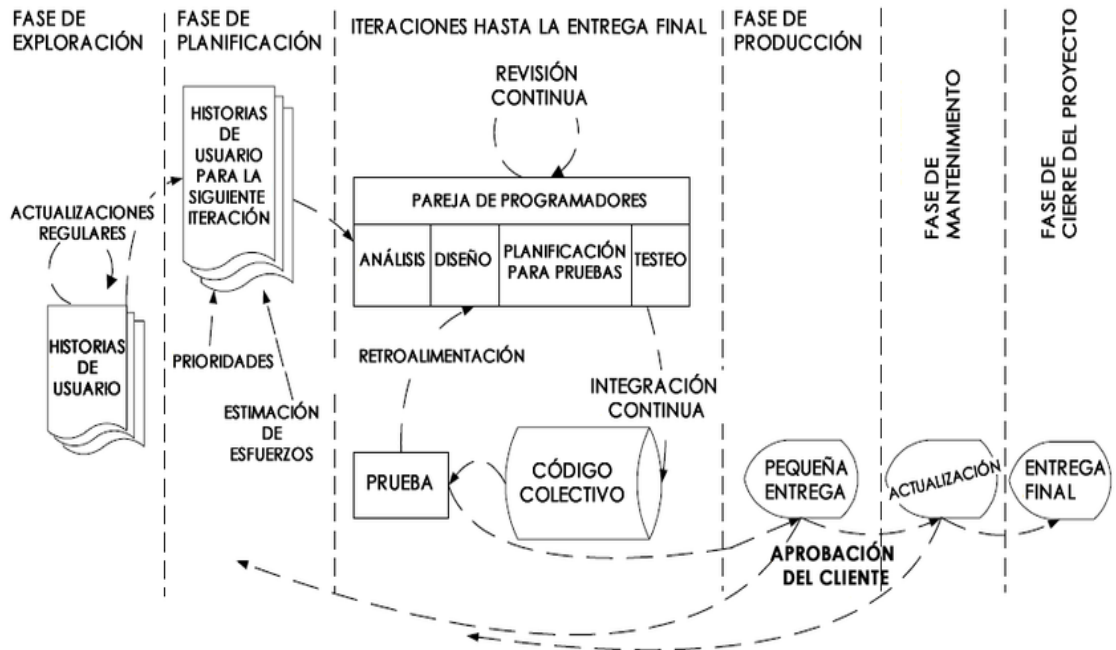 FASE DE
EXPLORACIÓN
FASE DE
PLANIFICACIÓN
ITERACIONES HASTA LA ENTREGA FINAL
FASE DE
PRODUCCIÓN
FASE DE
MANTENIMIENTO
FASE DE
CIERRE DEL PROYECTO
ACTUALIZACIONES
REGULARES
HISTORIAS
DE
USUARIO
HISTORIAS
DE
USUARIO
PARA LA
SIGUIENTE
ITERACIÓN
PRIORIDADES
ESTIMACIÓN
DE
ESFUERZOS
REVISIÓN
CONTINUA
PAREJA DE PROGRAMADORES
ANÁLISIS
DISEÑO
PLANIFICACIÓN
PARA PRUEBAS
TESTEO
RETROALIMENTACIÓN
INTEGRACIÓN
CONTINUA
PRUEBA
CÓDIGO
COLECTIVO
PEQUEÑA
ENTREGA
ACTUALIZACIÓN
ENTREGA
FINAL
APROBACIÓN
DEL CLIENTE